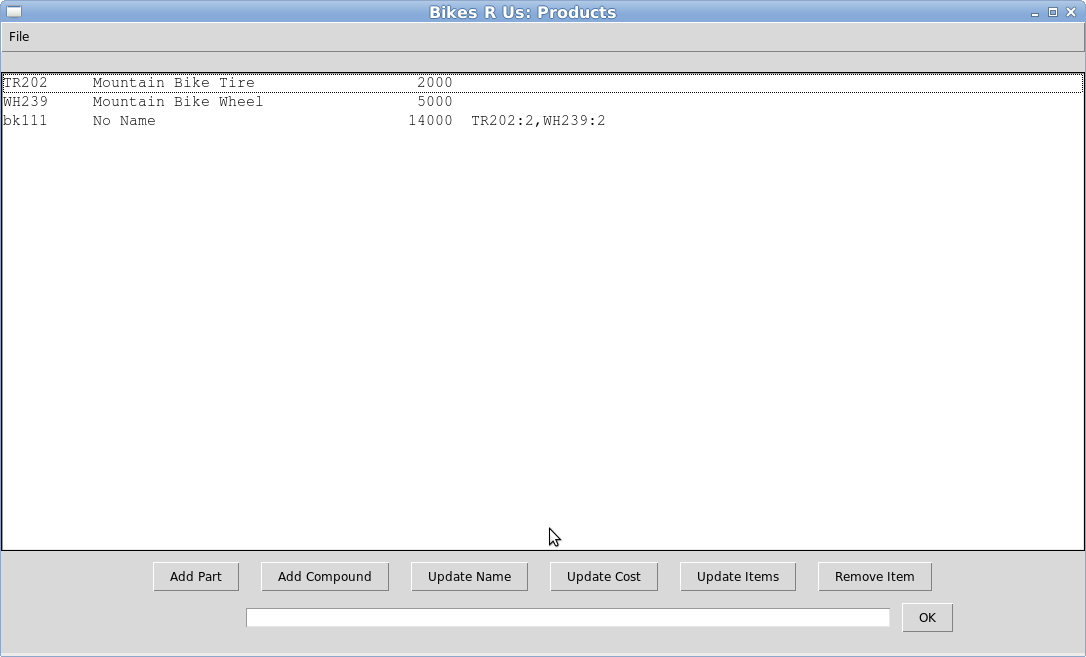 Bikes R Us: Products
File
TR202     Mountain Bike Tire                  2000
WH239     Mountain Bike Wheel                 5000
bk111     No Name                            14000  TR202:2,WH239:2
Add Part  Add Compound  Update Name  Update Cost  Update Items  Remove Item
OK